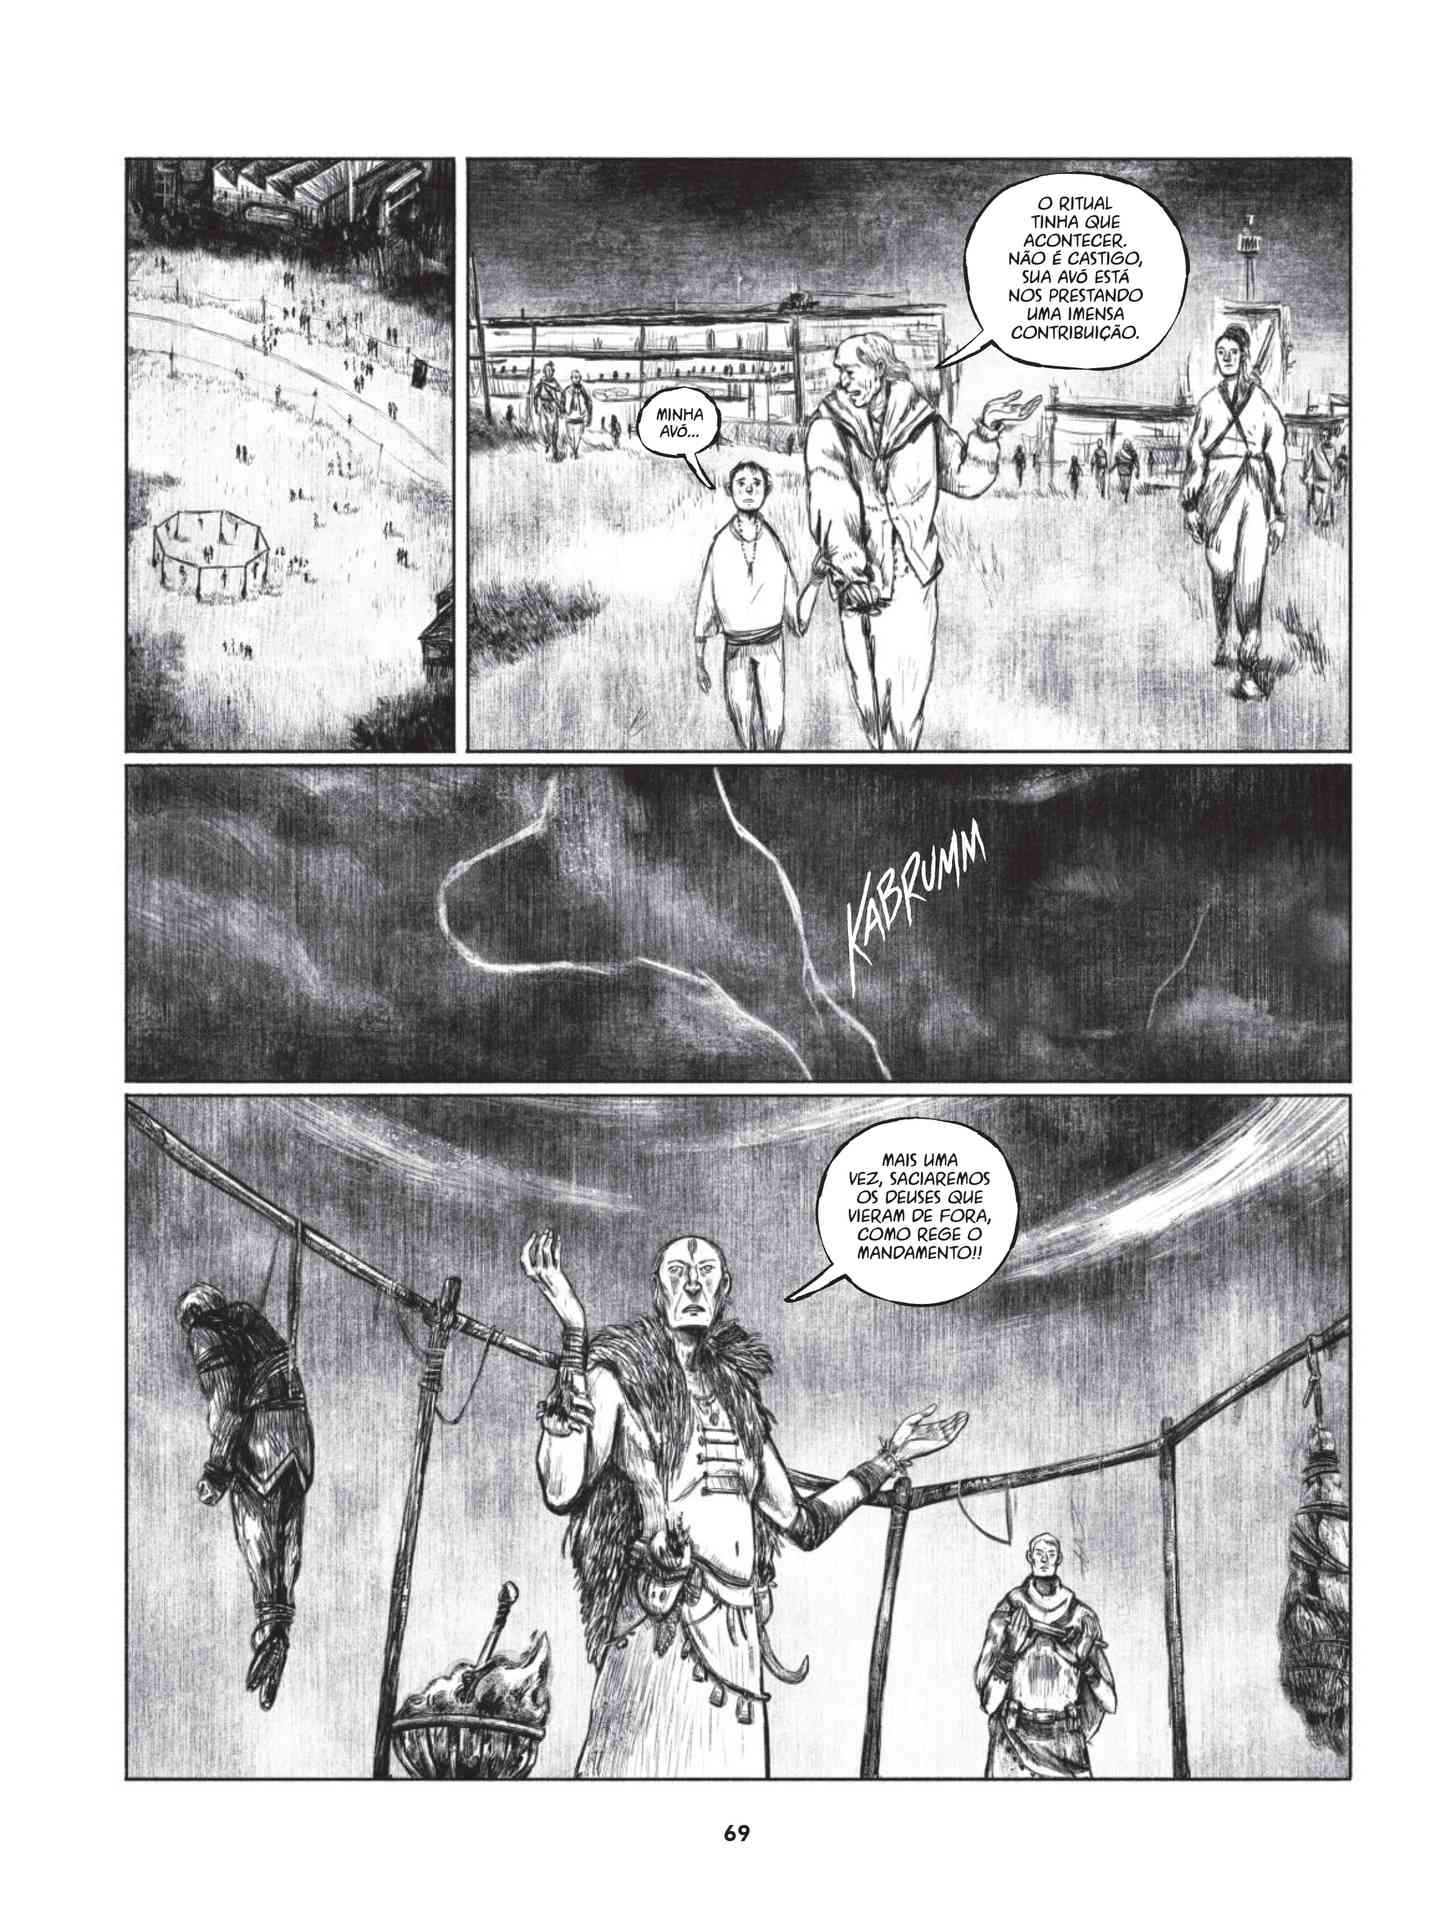 MINHA
AVÓ...
O RITUAL
TINHA QUE
ACONTECER.
NÃO É CASTIGO,
SUA AVÓ ESTÁ
NOS PRESTANDO
UMA IMENSA
CONTRIBUIÇÃO.
KABRUMM
MAIS UMA
VEZ, SACIAREMOS
OS DEUSES QUE
VIERAM DE FORA,
COMO REGE O
MANDAMENTO!!
69